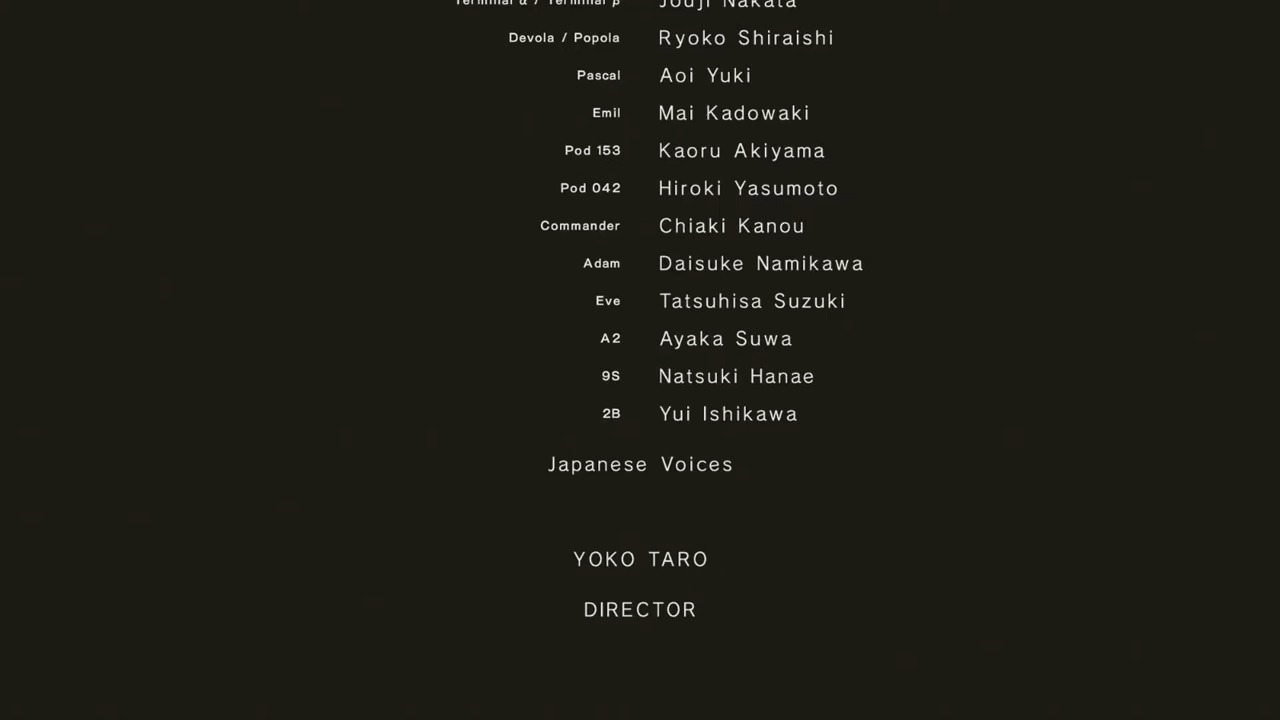 Terminal α / Terminal β Jouji Nakata
Devola / Popola Ryoko Shiraishi
Pascal Aoi Yuki
Emil Mai Kadowaki
Pod 153 Kaoru Akiyama
Pod 042 Hiroki Yasumoto
Commander Chiaki Kanou
Adam Daisuke Namikawa
Eve Tatsuhisa Suzuki
A2 Ayaka Suwa
9S Natsuki Hanae
2B Yui Ishikawa
Japanese Voices
YOKO TARO
DIRECTOR